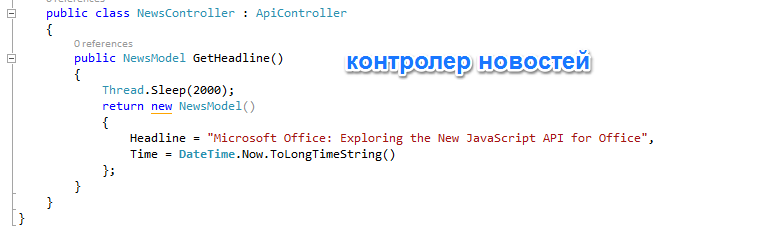 0 references
public class NewsController : ApiController
{
0 references
public NewsModel GetHeadline()
контролер новостей
{
Thread.Sleep(2000);
return new NewsModel()
{
Headline = "Microsoft Office: Exploring the New JavaScript API for Office",
Time = DateTime.Now.ToLongTimeString()
};
}
}
}